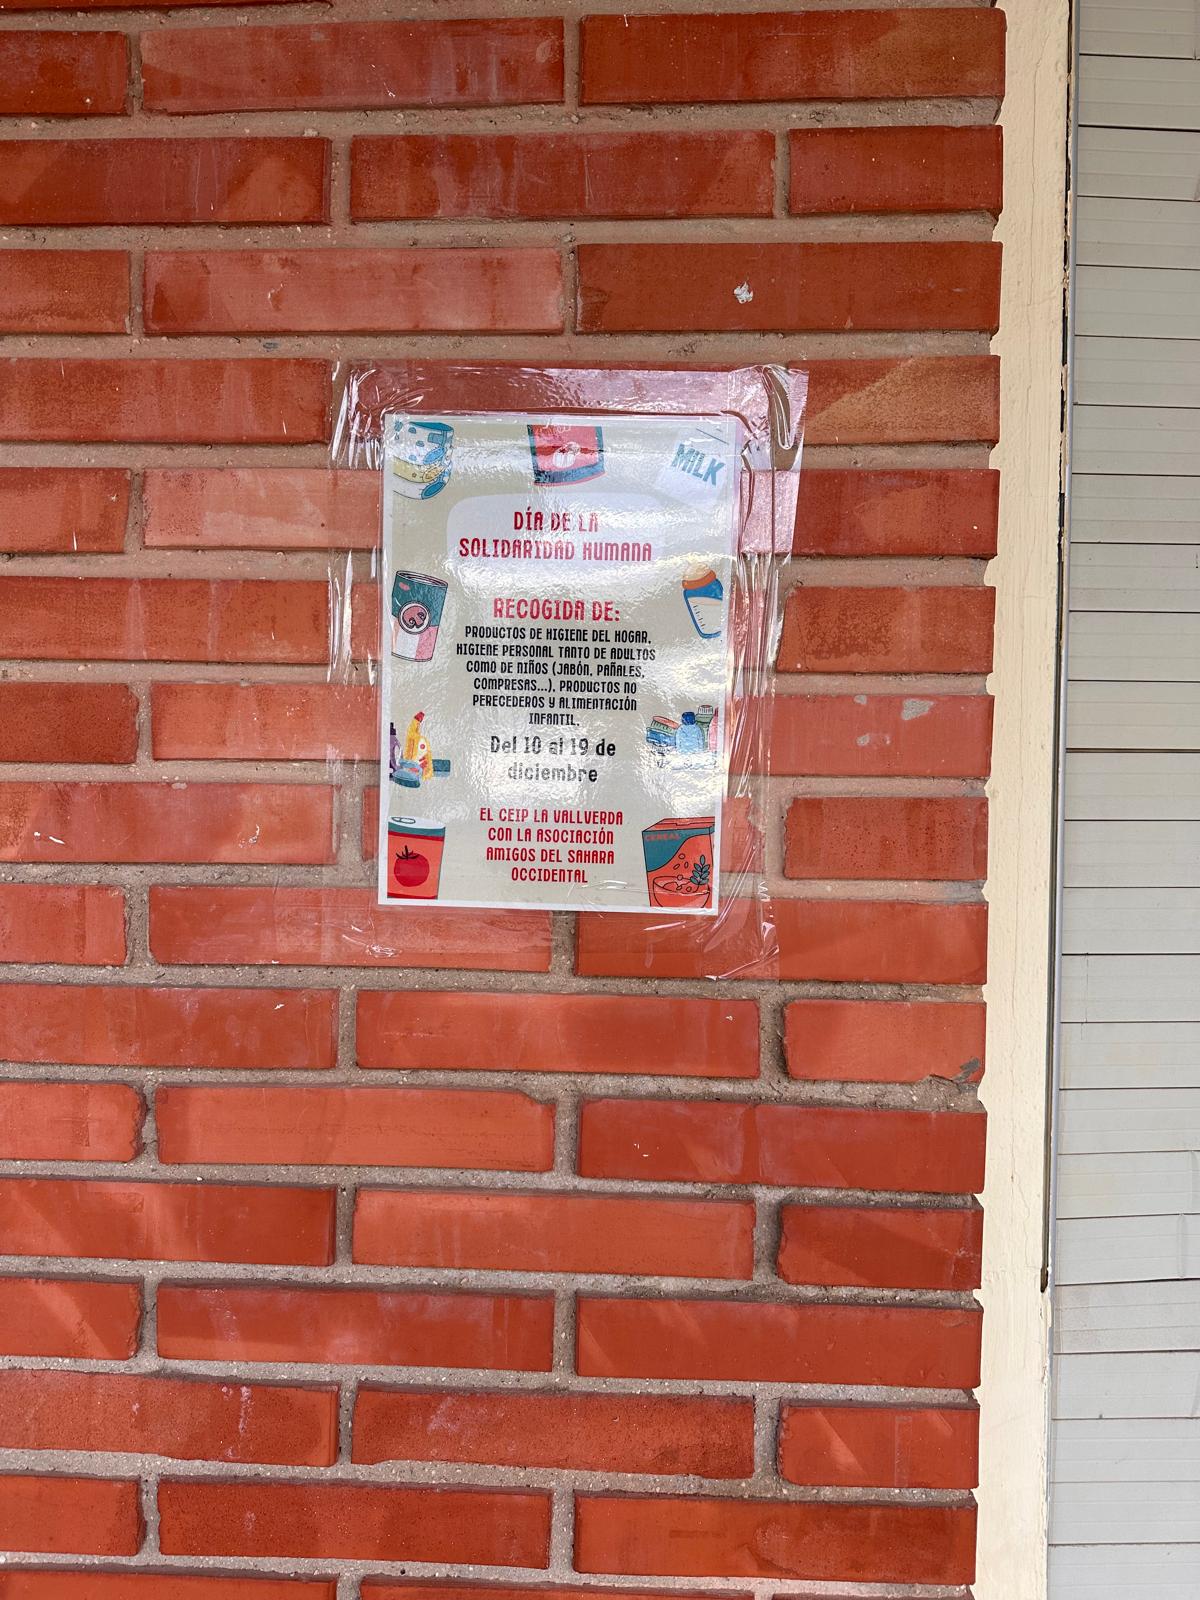 MILK
DÍA DE LA
SOLIDARIDAD HUMANA
RECOGIDA DE:
PRODUCTOS DE HIGIENE DEL HOGAR,
HIGIENE PERSONAL TANTO DE ADULTOS
COMO DE NIÑOS (JABÓN, PAÑALES,
COMPRESAS...), PRODUCTOS NO
PERECEDEROS Y ALIMENTACIÓN
INFANTIL.
Del 10 al 19 de
diciembre
EL CEIP LA VALLVERDA
CON LA ASOCIACIÓN
AMIGOS DEL SAHARA
OCCIDENTAL
CEREAL